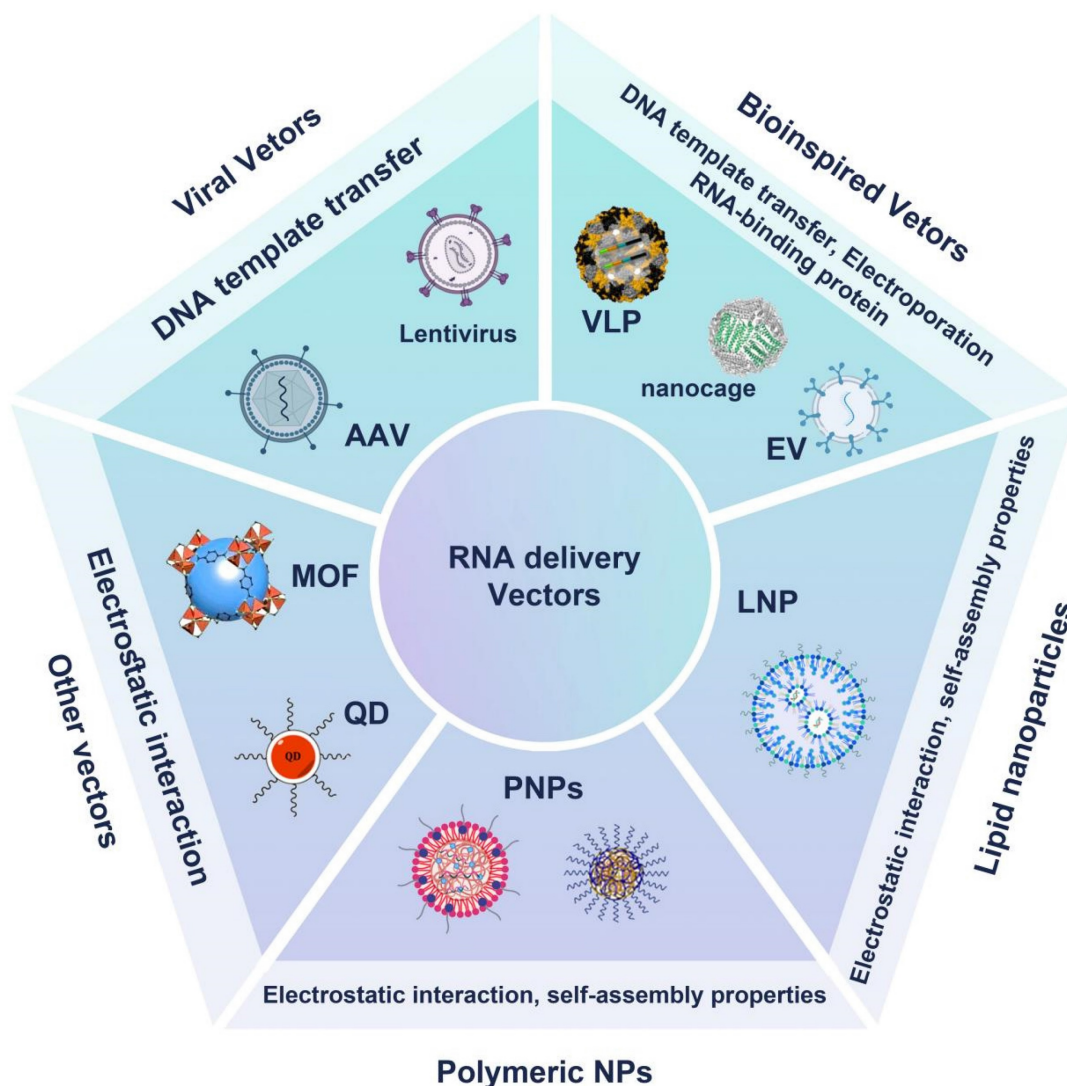 Viral Vetors
DNA template transfer
Lentivirus
AAV
Bioinspired Vetors
DNA template transfer, Electroporation
RNA-binding protein
VLP
nanocage
EV
RNA delivery
Vectors
MOF
QD
QD
Electrostatic interaction
Other vectors
LNP
Electrostatic interaction, self-assembly properties
Lipid nanoparticles
PNPs
Electrostatic interaction, self-assembly properties
Polymeric NPs